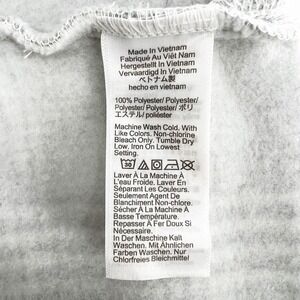 Made In Vietnam
Fabriqué Au Viêt Nam
Hergestellt In Vietnam
Vervaardigd In Vietnam
ベトナム製
hecho en vietnam
100% Polyester/ Polyester/
Polyester/ Polyester/ ポリ
エステル/ poliéster
Machine Wash Cold, With
Like Colors. Non-chlorine
Bleach Only. Tumble Dry
Low, Iron On Lowest
Setting.
30
Laver À La Machine À
L'eau Froide. Laver En
Séparant Les Couleurs.
Seulement Agent De
Blanchiment Non-chlore.
Sécher À La Machine À
Basse Température.
Repasser À Fer Doux Si
Nécessaire.
In Der Maschine Kalt
Waschen. Mit Ähnlichen
Farben Waschen. Nur
Chlorfreies Bleichmittel